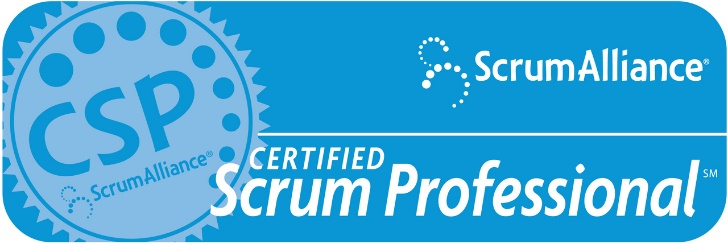 CSP
ScrumAlliance®
ScrumAlliance®
CERTIFIED
Scrum Professional℠